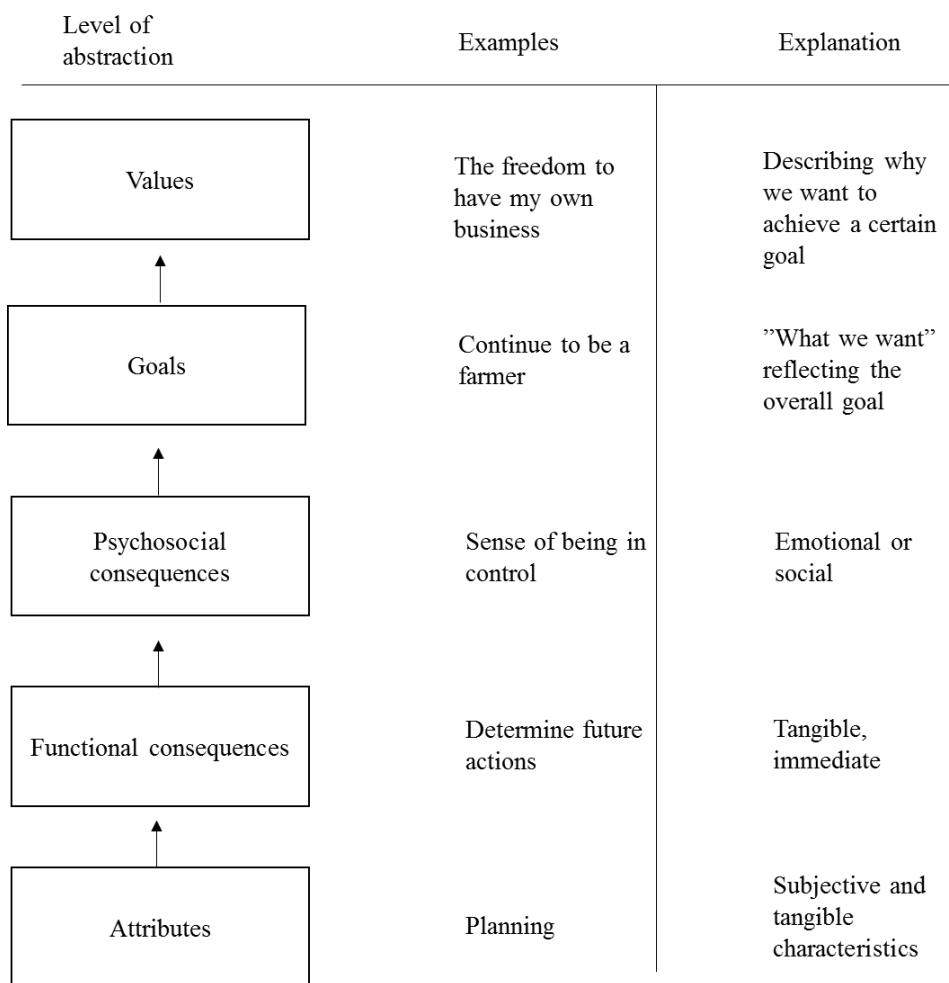 Level of
abstraction
Examples
Explanation
Values
The freedom to
have my own
business
Describing why
we want to
achieve a certain
goal
Goals
Continue to be a
farmer
”What we want”
reflecting the
overall goal
Psychosocial
consequences
Sense of being in
control
Emotional or
social
Functional consequences
Determine future
actions
Tangible,
immediate
Attributes
Planning
Subjective and
tangible
characteristics